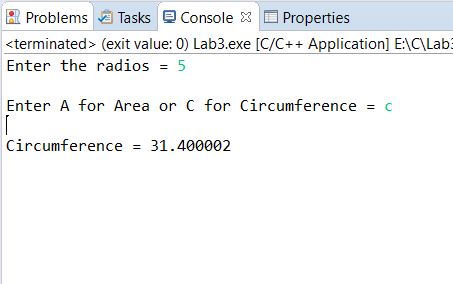 Problems Tasks Console Properties
<terminated> (exit value: 0) Lab3.exe [C/C++ Application] E:\C\Lab3
Enter the radios = 5
Enter A for Area or C for Circumference = c
Circumference = 31.400002